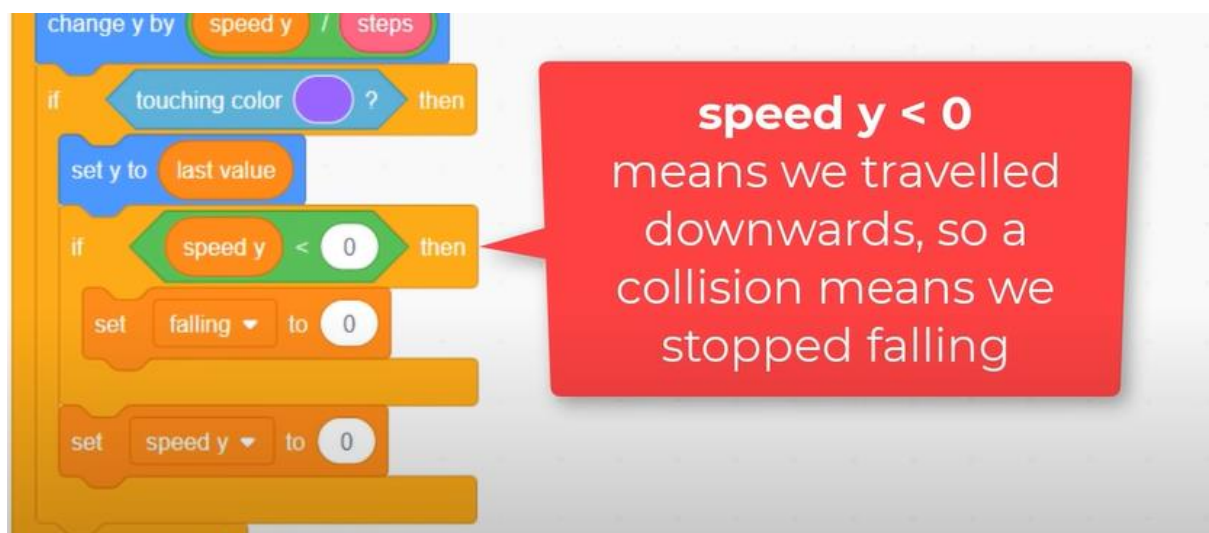 change y by speed y / steps
if touching color ? then
set y to last value
if speed y < 0 then
set falling to 0
set speed y to 0
speed y < 0
means we travelled
downwards, so a
collision means we
stopped falling